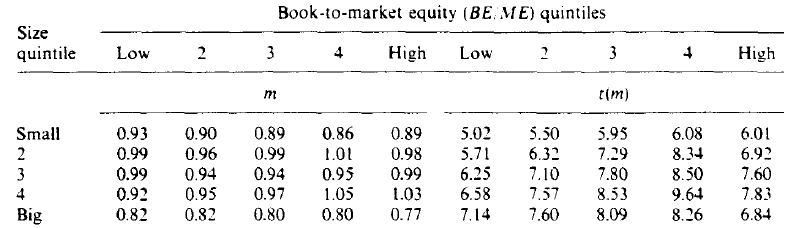 Book-to-market equity (BE/ME) quintiles
Size
quintile Low 2 3 4 High Low 2 3 4 High
m t(m)
Small 0.93 0.90 0.89 0.86 0.89 5.02 5.50 5.95 6.08 6.01
2 0.99 0.96 0.99 1.01 0.98 5.71 6.32 7.29 8.34 6.92
3 0.99 0.94 0.94 0.95 0.99 6.25 7.10 7.80 8.50 7.60
4 0.92 0.95 0.97 1.05 1.03 6.58 7.57 8.53 9.64 7.83
Big 0.82 0.82 0.80 0.80 0.77 7.14 7.60 8.09 8.26 6.84